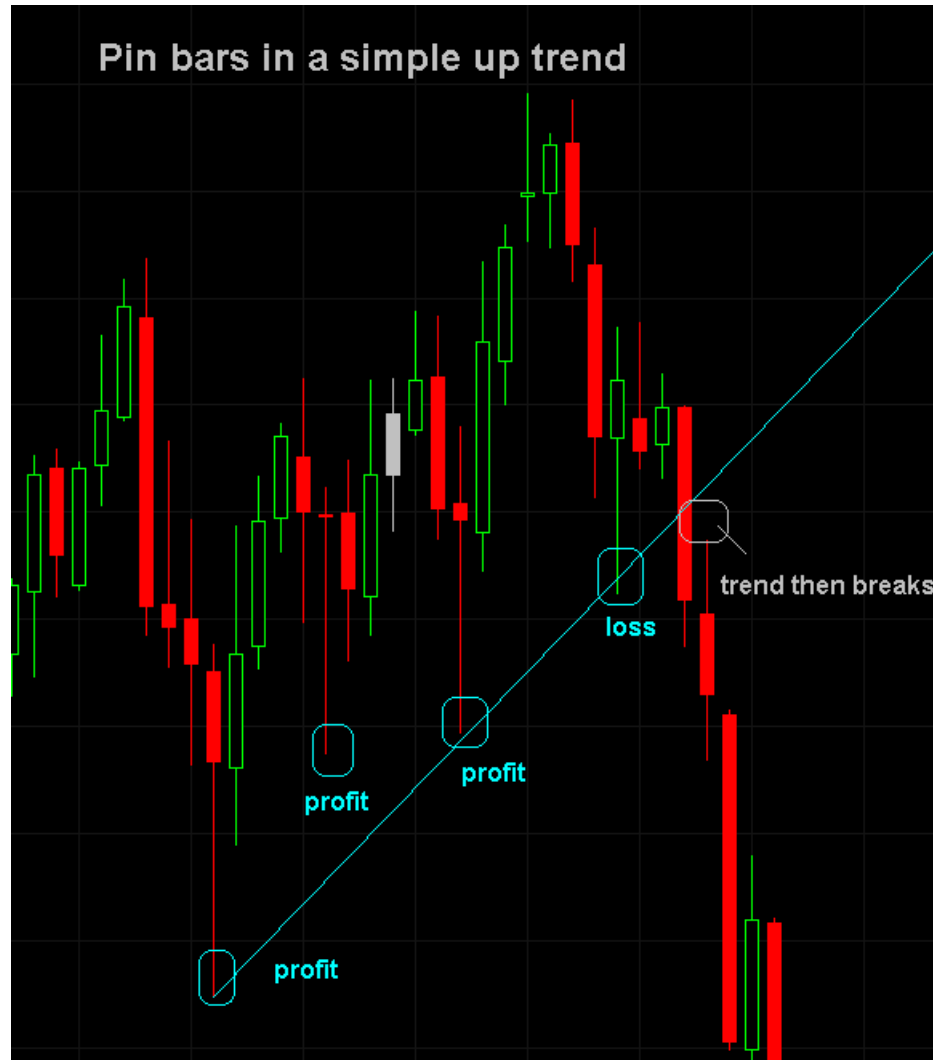 Pin bars in a simple up trend
trend then breaks
loss
profit
profit
profit